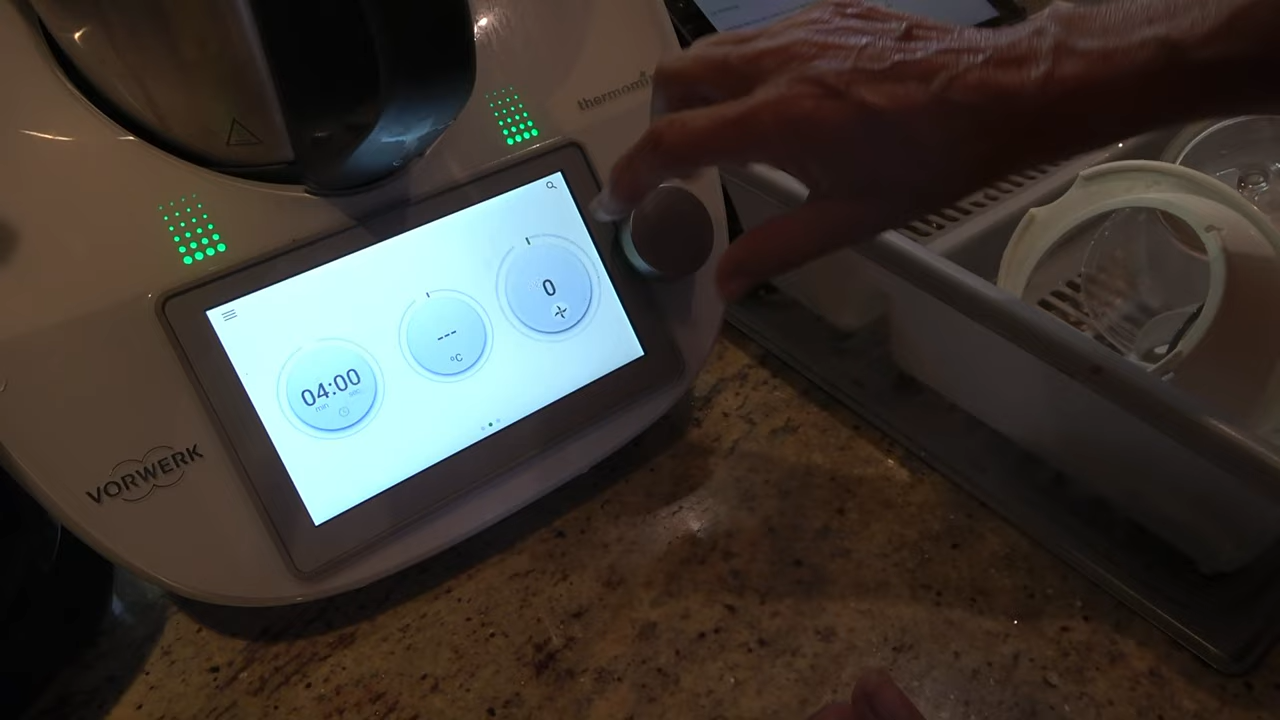 thermomix
04:00
min sec.
---
°C
0
VORWERK